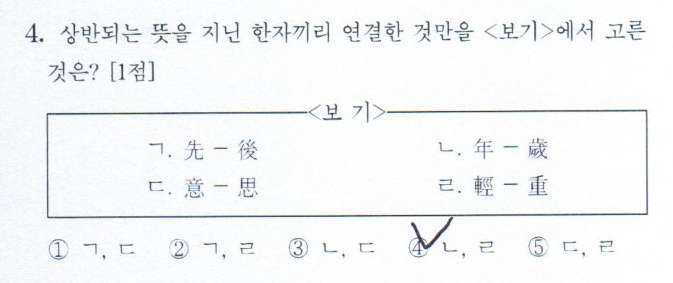 4. 상반되는 뜻을 지닌 한자끼리 연결한 것만을 <보기>에서 고른
것은? [1점]
<보 기>
ㄱ. 先 - 後 ㄴ. 年 - 歲
ㄷ. 意 - 思 ㄹ. 輕 - 重
① ㄱ, ㄷ ② ㄱ, ㄹ ③ ㄴ, ㄷ ④ ㄴ, ㄹ ⑤ ㄷ, ㄹ